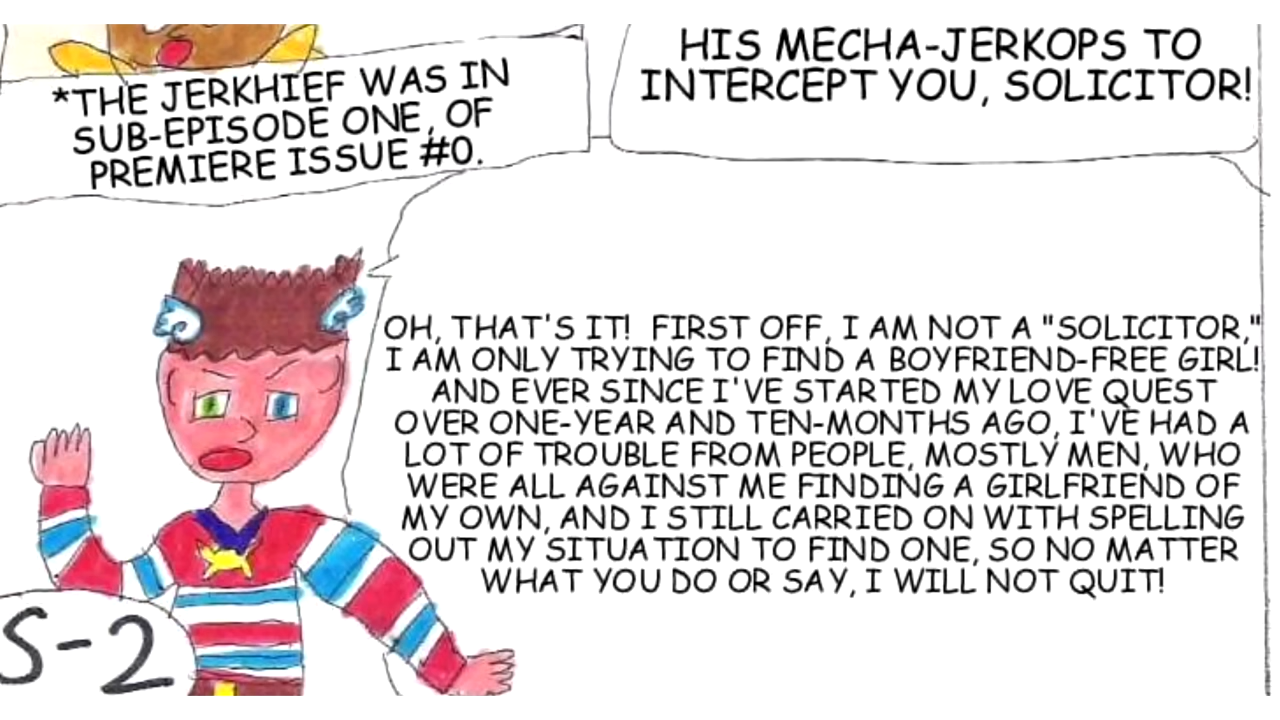 *THE JERKHIEF WAS IN
SUB-EPISODE ONE, OF
PREMIERE ISSUE #0.
HIS MECHA-JERKOPS TO
INTERCEPT YOU, SOLICITOR!
OH, THAT'S IT! FIRST OFF, I AM NOT A "SOLICITOR,"
I AM ONLY TRYING TO FIND A BOYFRIEND-FREE GIRL!
AND EVER SINCE I'VE STARTED MY LOVE QUEST
OVER ONE-YEAR AND TEN-MONTHS AGO, I'VE HAD A
LOT OF TROUBLE FROM PEOPLE, MOSTLY MEN, WHO
WERE ALL AGAINST ME FINDING A GIRLFRIEND OF
MY OWN, AND I STILL CARRIED ON WITH SPELLING
OUT MY SITUATION TO FIND ONE, SO NO MATTER
WHAT YOU DO OR SAY, I WILL NOT QUIT!
S-2